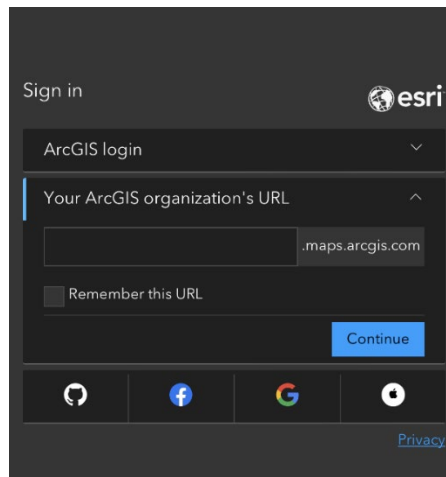 Sign in
esri
ArcGIS login
Your ArcGIS organization's URL
.maps.arcgis.com
Remember this URL
Continue
Privacy